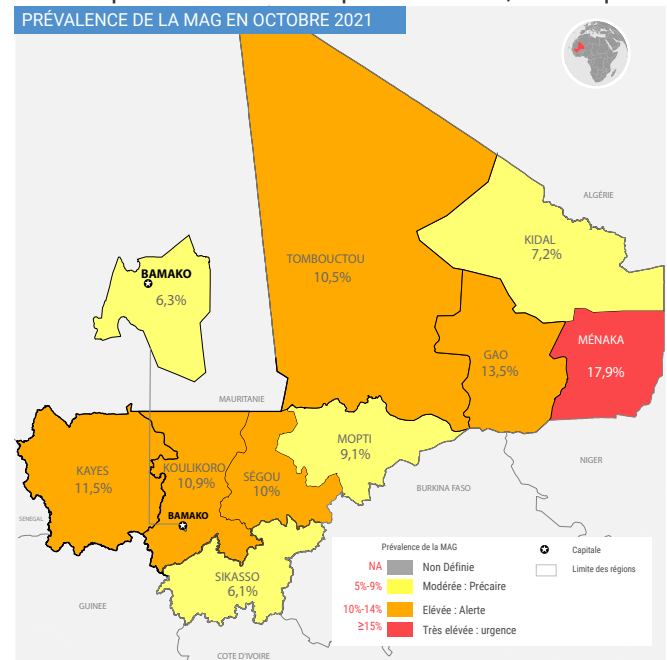 PRÉVALENCE DE LA MAG EN OCTOBRE 2021
ALGÉRIE
KIDAL
7,2%
TOMBOUCTOU
10,5%
BAMAKO
6,3%
MÉNAKA
17,9%
GAO
13,5%
MAURITANIE
MOPTI
9,1%
KAYES
11,5%
KOULIKORO
10,9%
SÉGOU
10%
NIGER
BURKINA FASO
SENEGAL
BAMAKO
SIKASSO
6,1%
GUINEE
COTE D'IVOIRE
Prévalence de la MAG
NA Non Définie
5%-9% Modérée : Précaire
10%-14% Elévée : Alerte
≥15% Très elévée : urgence
Capitale
Limite des régions